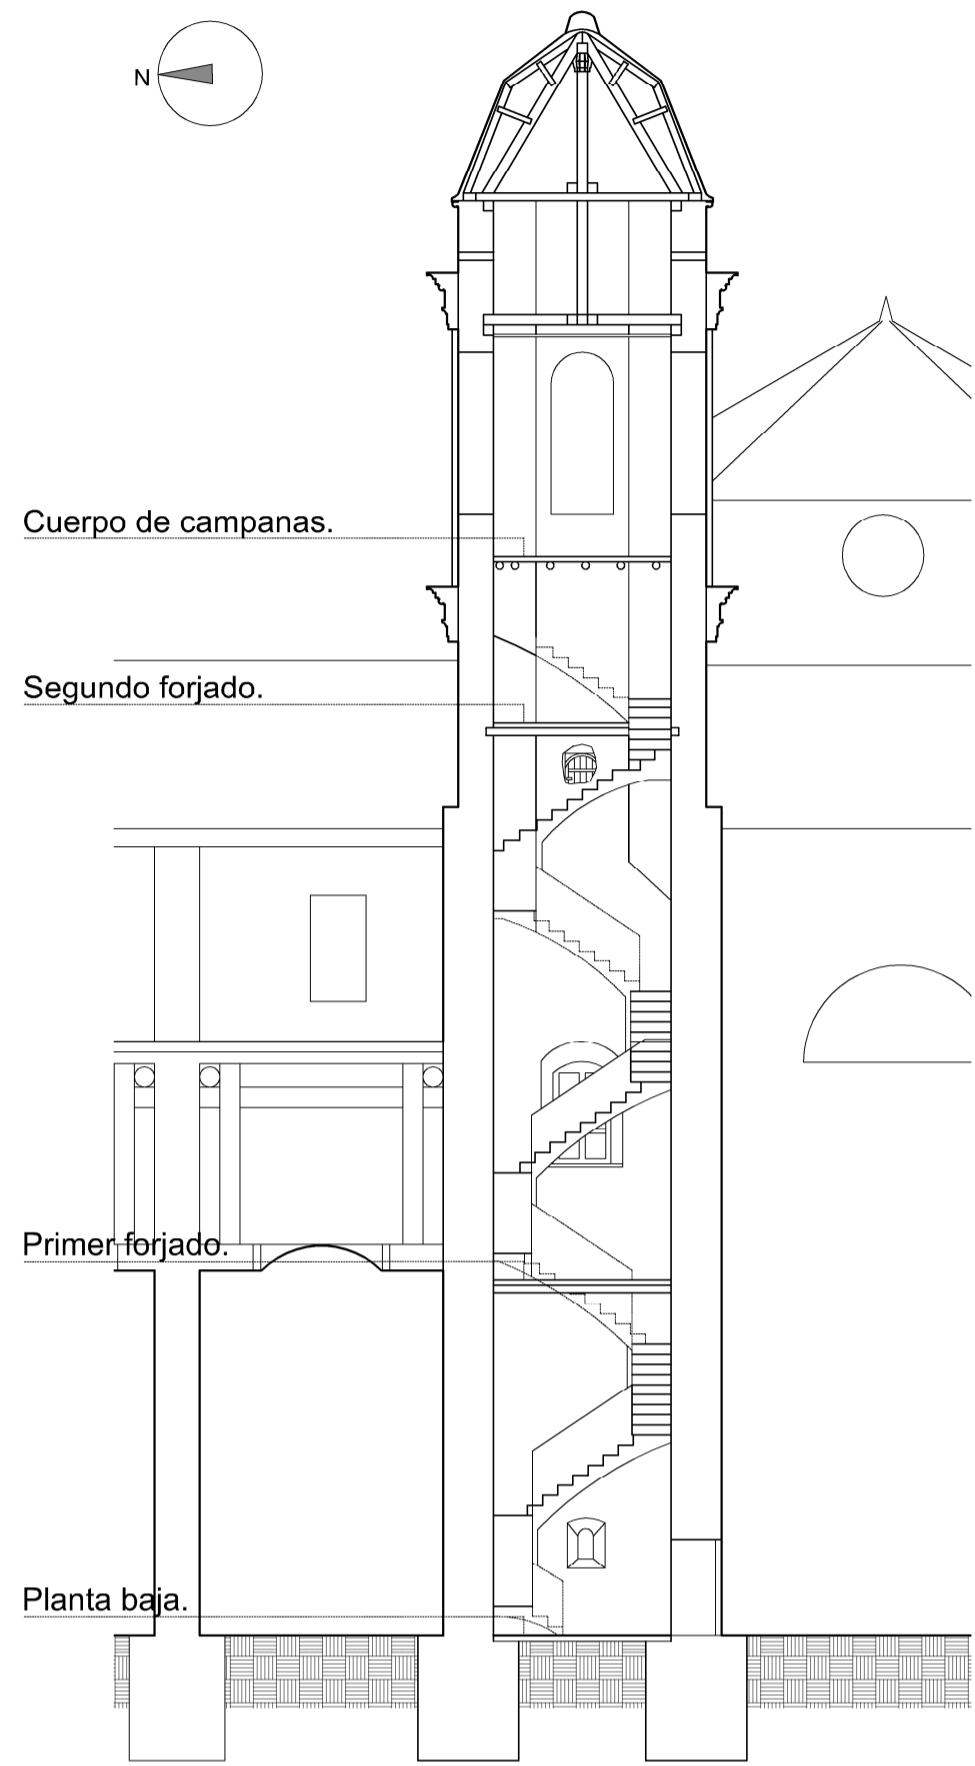 N
Cuerpo de campanas.
Segundo forjado.
Primer forjado.
Planta baja.